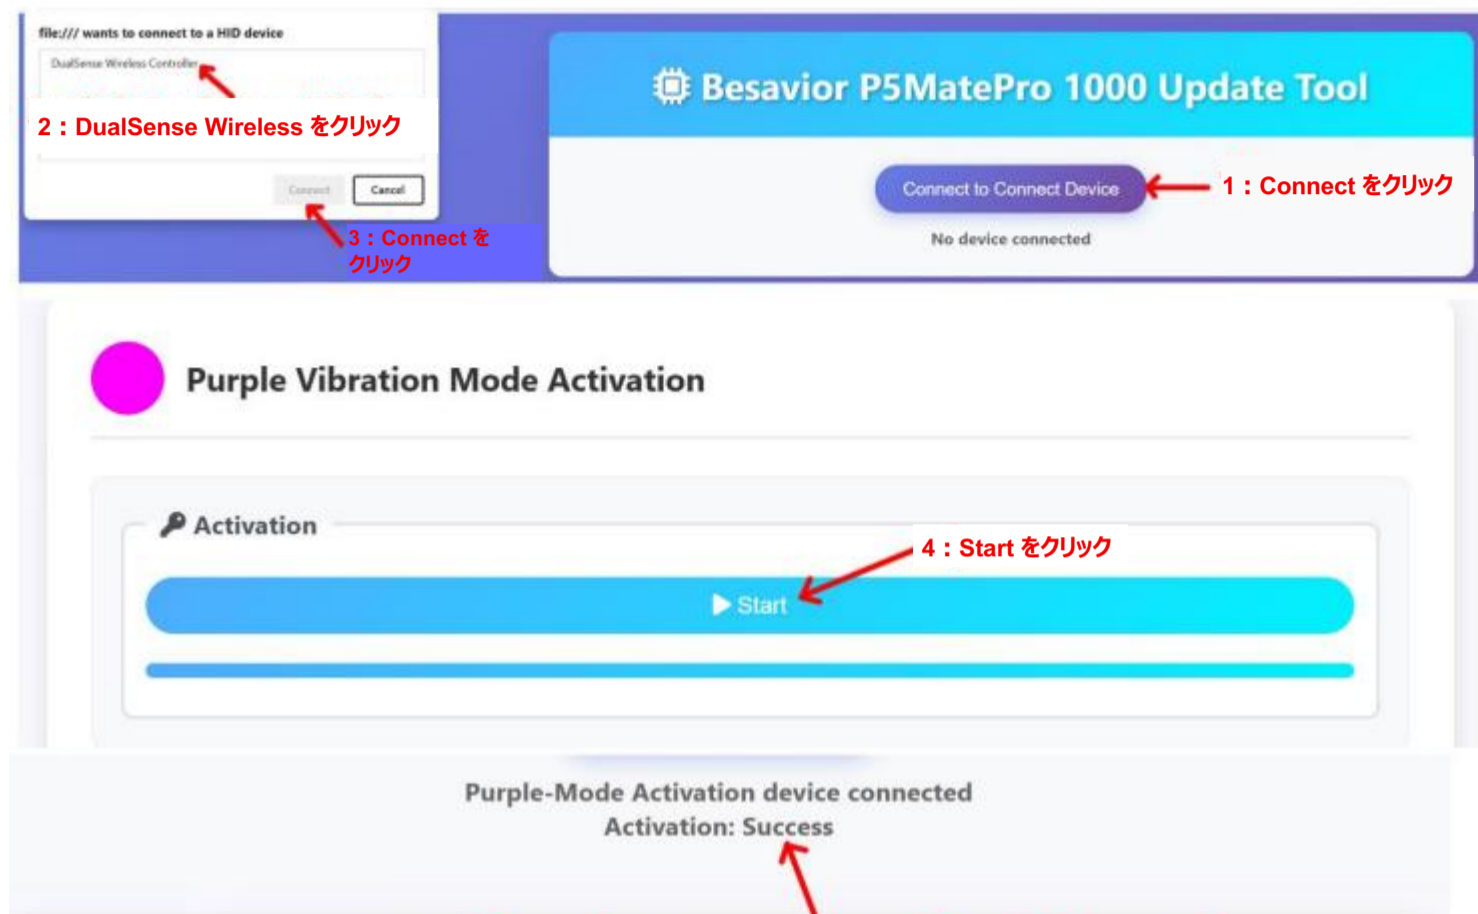 file:/// wants to connect to a HID device
DualSense Wireless Controller
2：DualSense Wireless をクリック
Connect
Cancel
3：Connect を
クリック
Besavior P5MatePro 1000 Update Tool
Connect to Connect Device
1：Connect をクリック
No device connected
Purple Vibration Mode Activation
Activation
4：Start をクリック
Start
Purple-Mode Activation device connected
Activation: Success